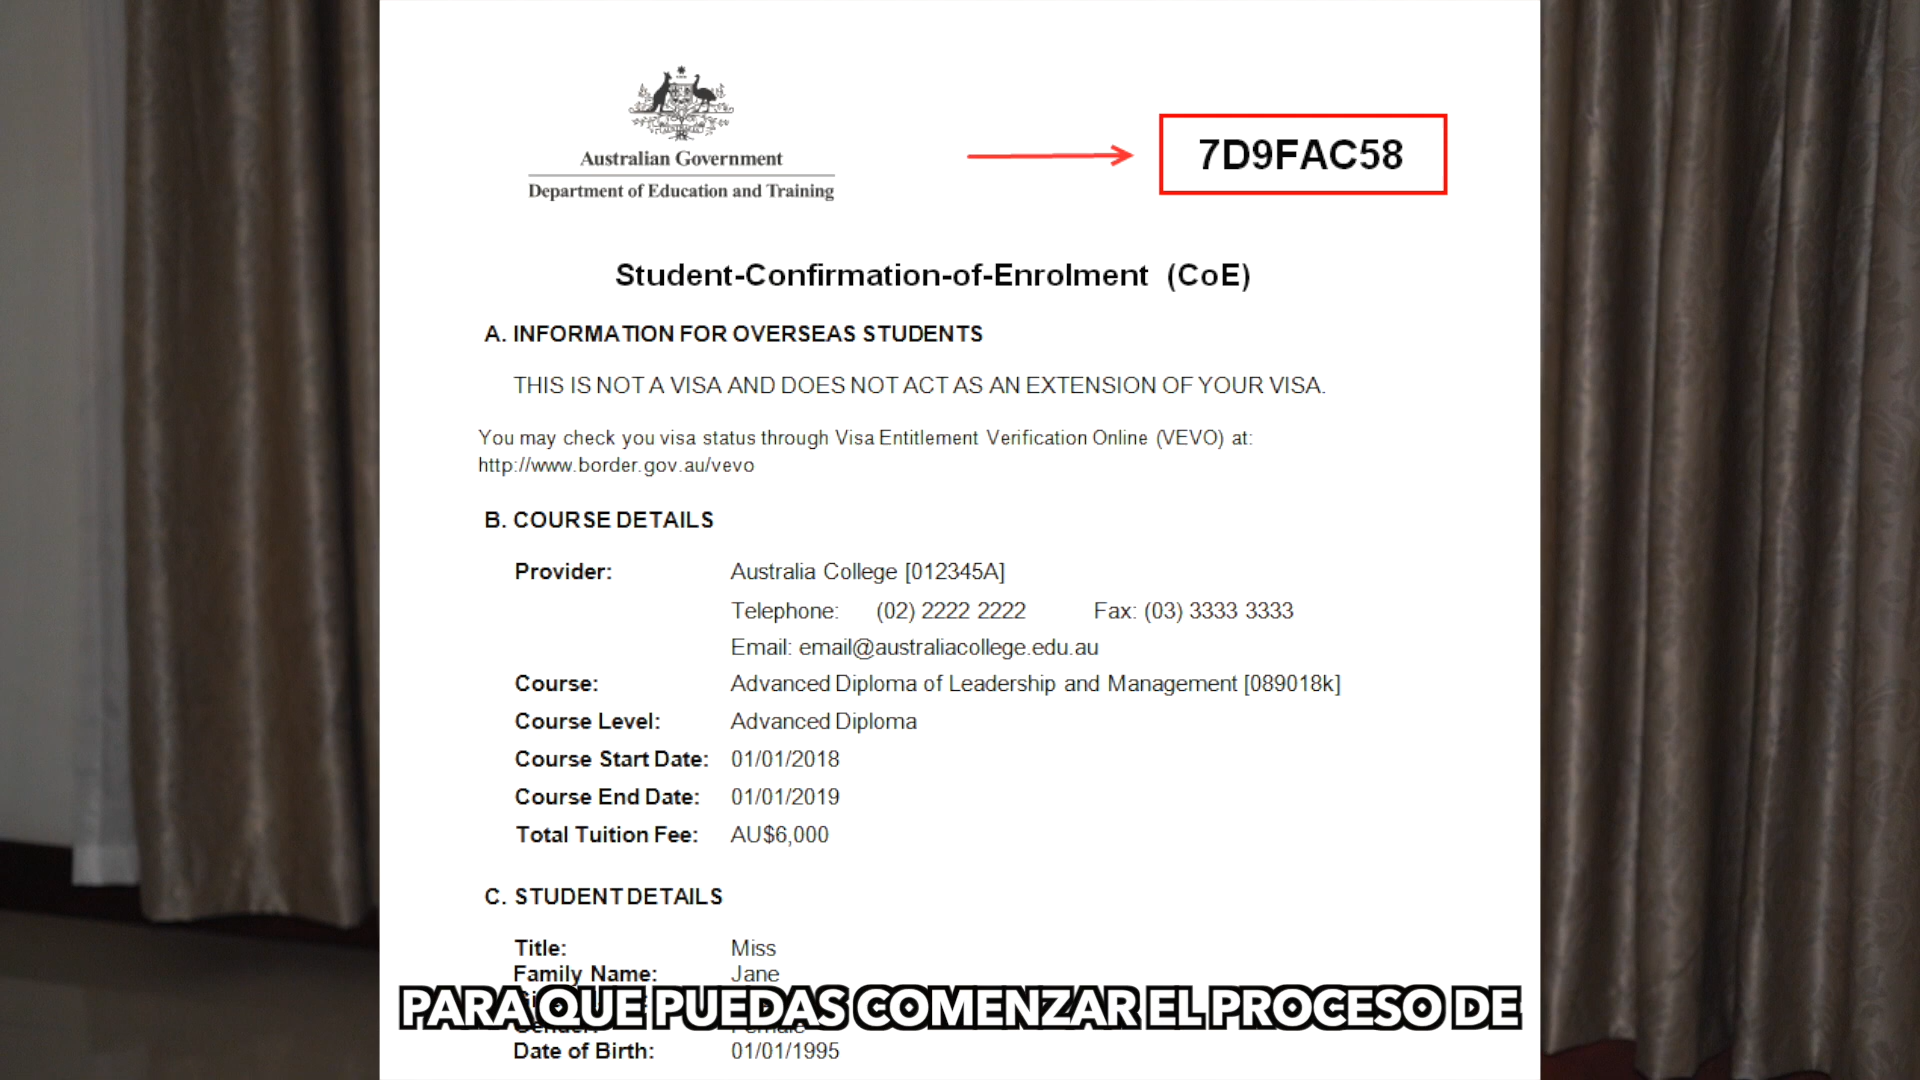 Australian Government
Department of Education and Training
7D9FAC58
Student-Confirmation-of-Enrolment (CoE)
A. INFORMATION FOR OVERSEAS STUDENTS
THIS IS NOT A VISA AND DOES NOT ACT AS AN EXTENSION OF YOUR VISA.
You may check you visa status through Visa Entitlement Verification Online (VEVO) at:
http://www.border.gov.au/vevo
B. COURSE DETAILS
Provider: Australia College [012345A]
Telephone: (02) 2222 2222 Fax: (03) 3333 3333
Email: email@australiacollege.edu.au
Course: Advanced Diploma of Leadership and Management [089018k]
Course Level: Advanced Diploma
Course Start Date: 01/01/2018
Course End Date: 01/01/2019
Total Tuition Fee: AU$6,000
C. STUDENT DETAILS
Title: Miss
Family Name: Jane
PARA QUE PUEDAS COMENZAR EL PROCESO DE
Gender: Female
Date of Birth: 01/01/1995